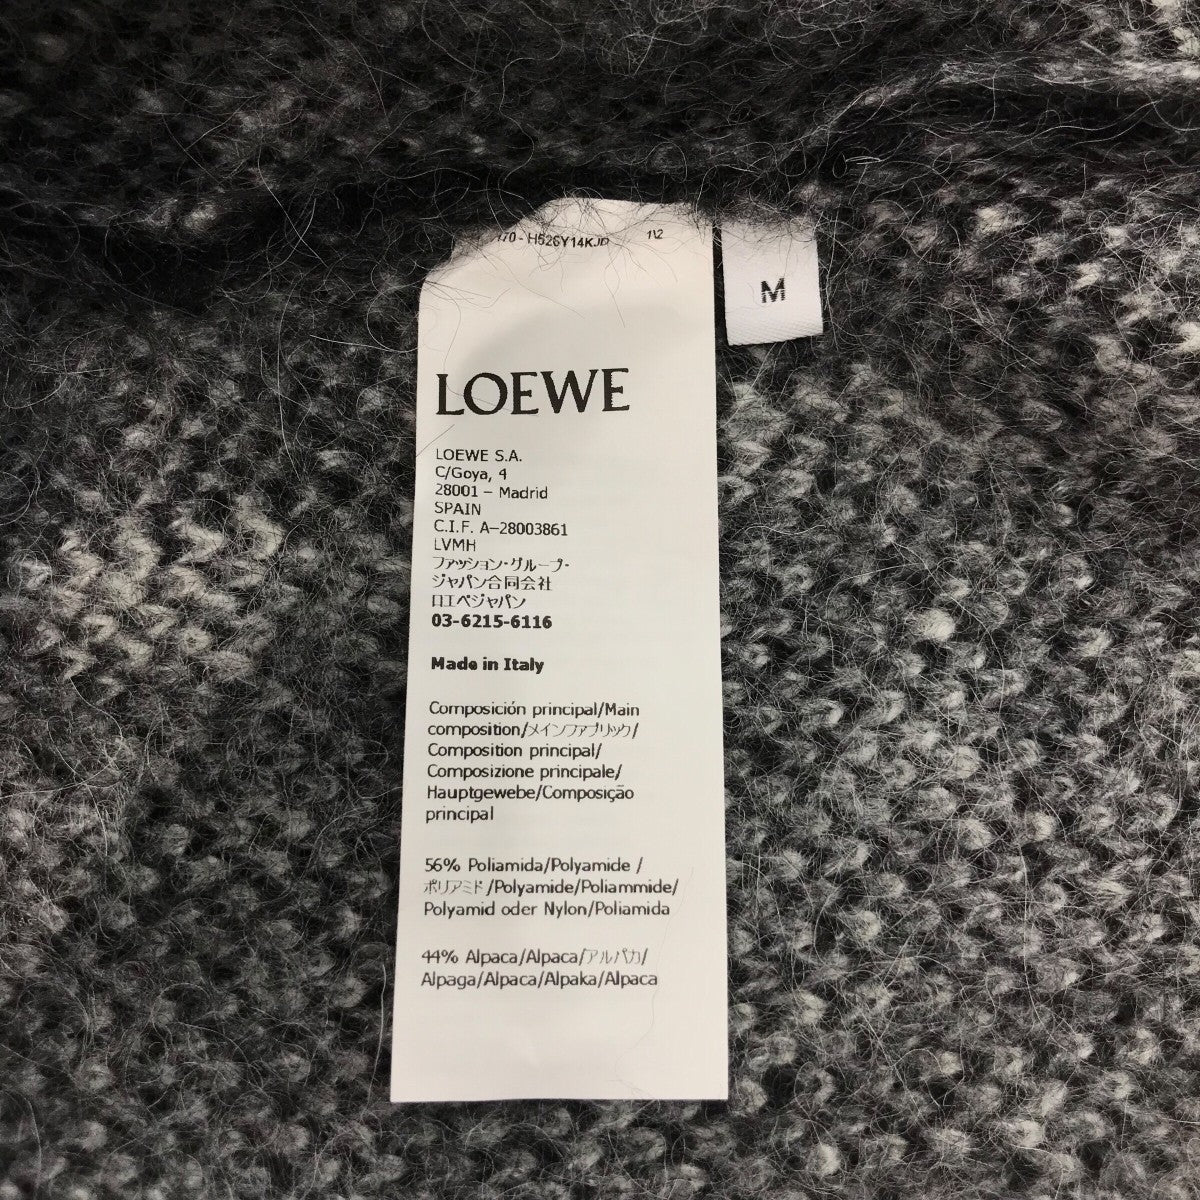 H526Y14KJD 1\2
M
LOEWE
LOEWE S.A.
C/Goya, 4
28001 – Madrid
SPAIN
C.I.F. A–28003861
LVMH
ファッション・グループ・
ジャパン合同会社
ロエベジャパン
03-6215-6116
Made in Italy
Composición principal/Main
composition/メインファブリック/
Composition principal/
Composizione principale/
Hauptgewebe/Composição
principal
56% Poliamida/Polyamide /
ポリアミド/Polyamide/Poliammide/
Polyamid oder Nylon/Poliamida
44% Alpaca/Alpaca/アルパカ/
Alpaga/Alpaca/Alpaka/Alpaca